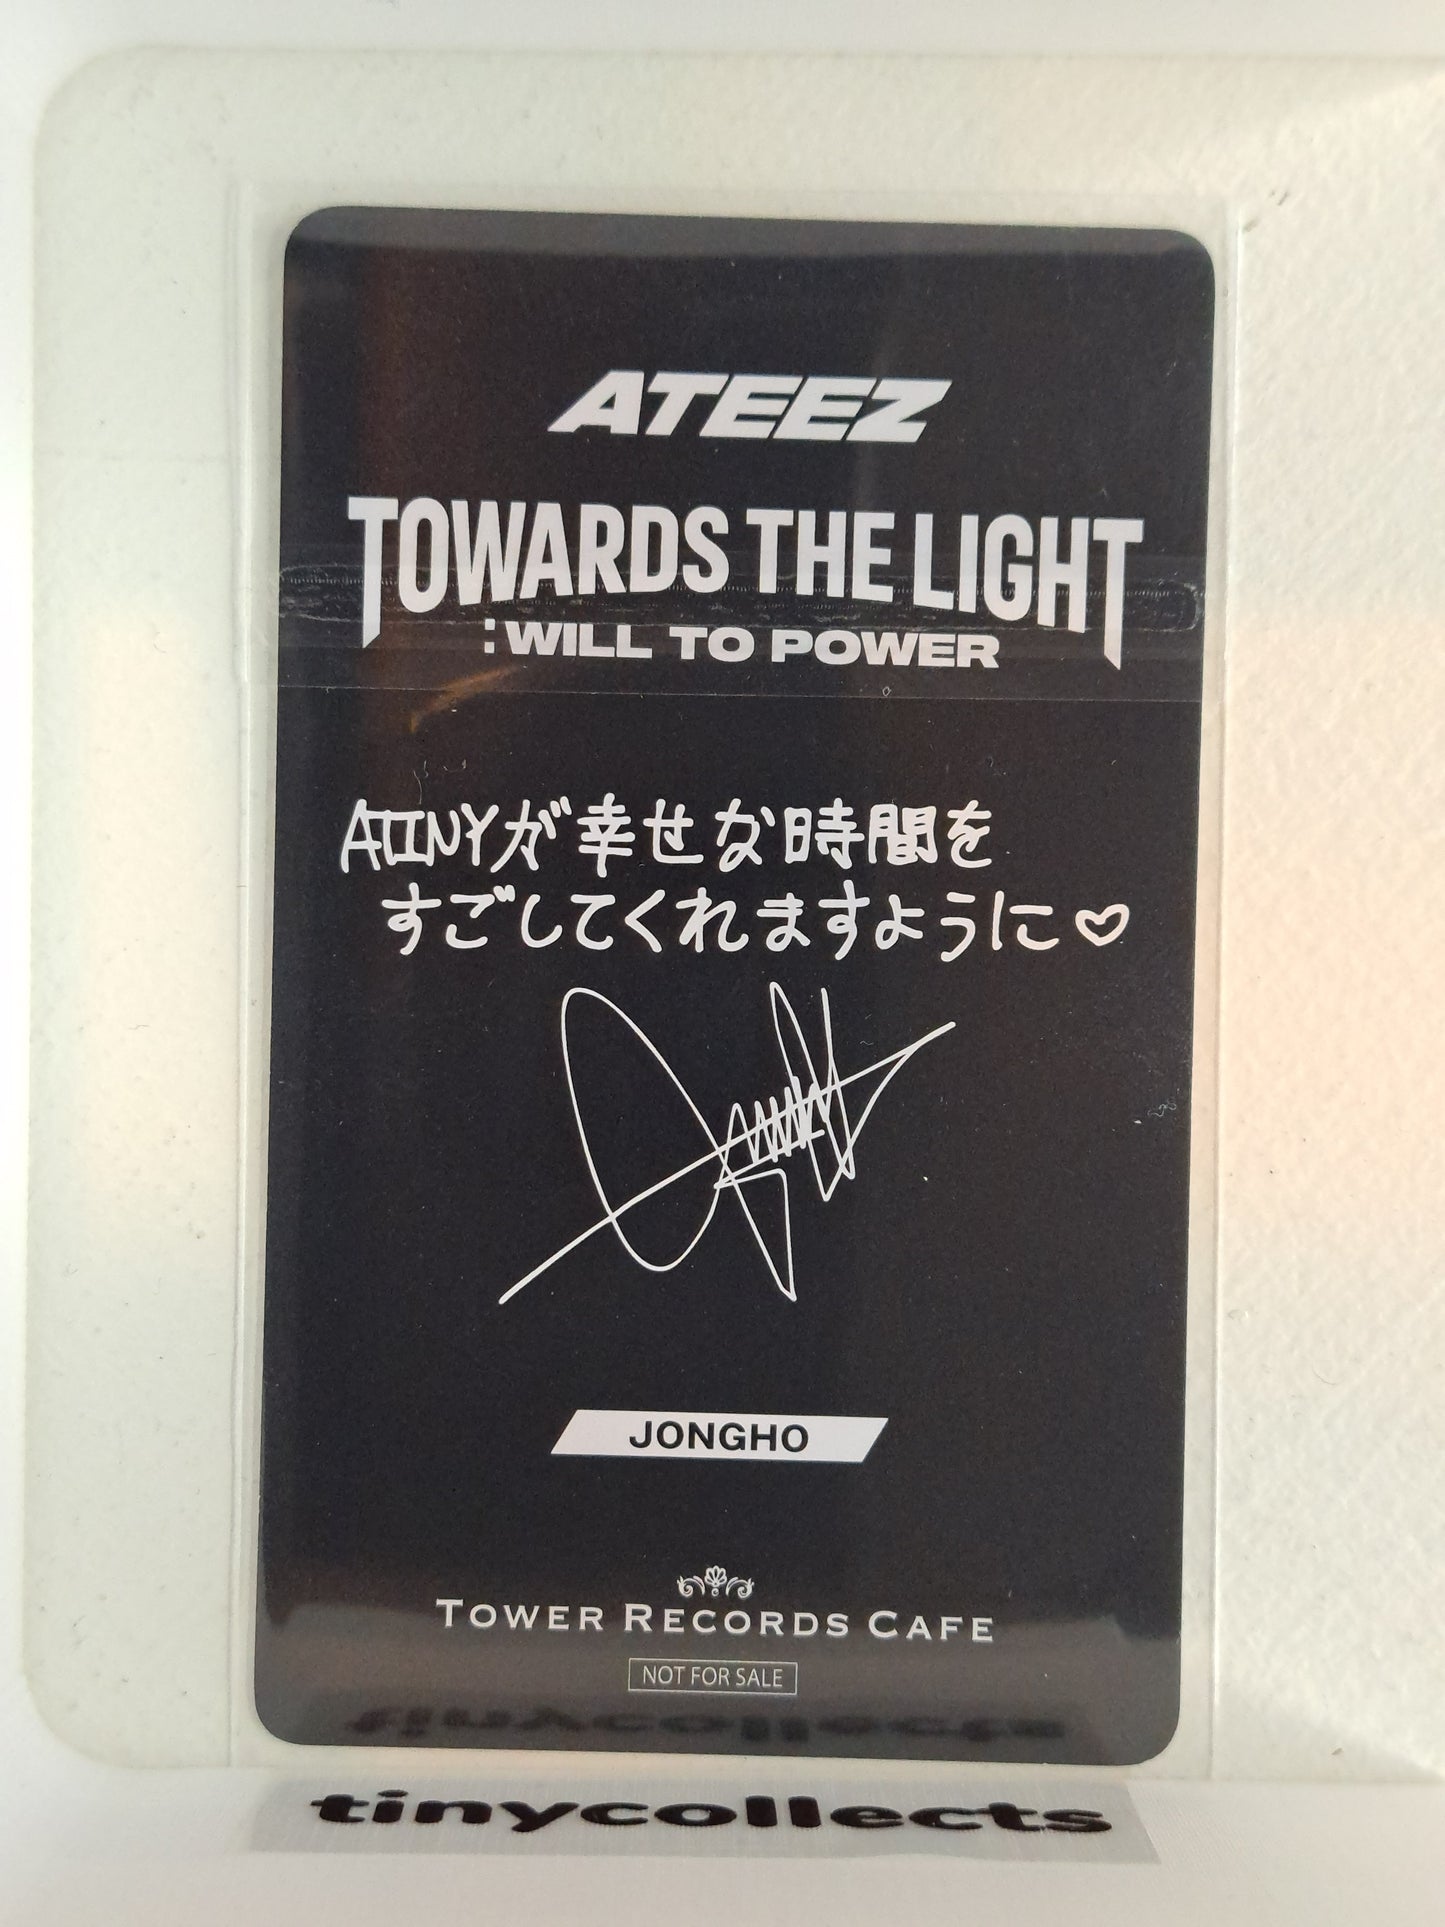 ATEEZ
TOWARDS THE LIGHT
:WILL TO POWER
ATINYが幸せな時間を
すごしてくれますように♡
JONGHO
TOWER RECORDS CAFE
NOT FOR SALE
tinycollects